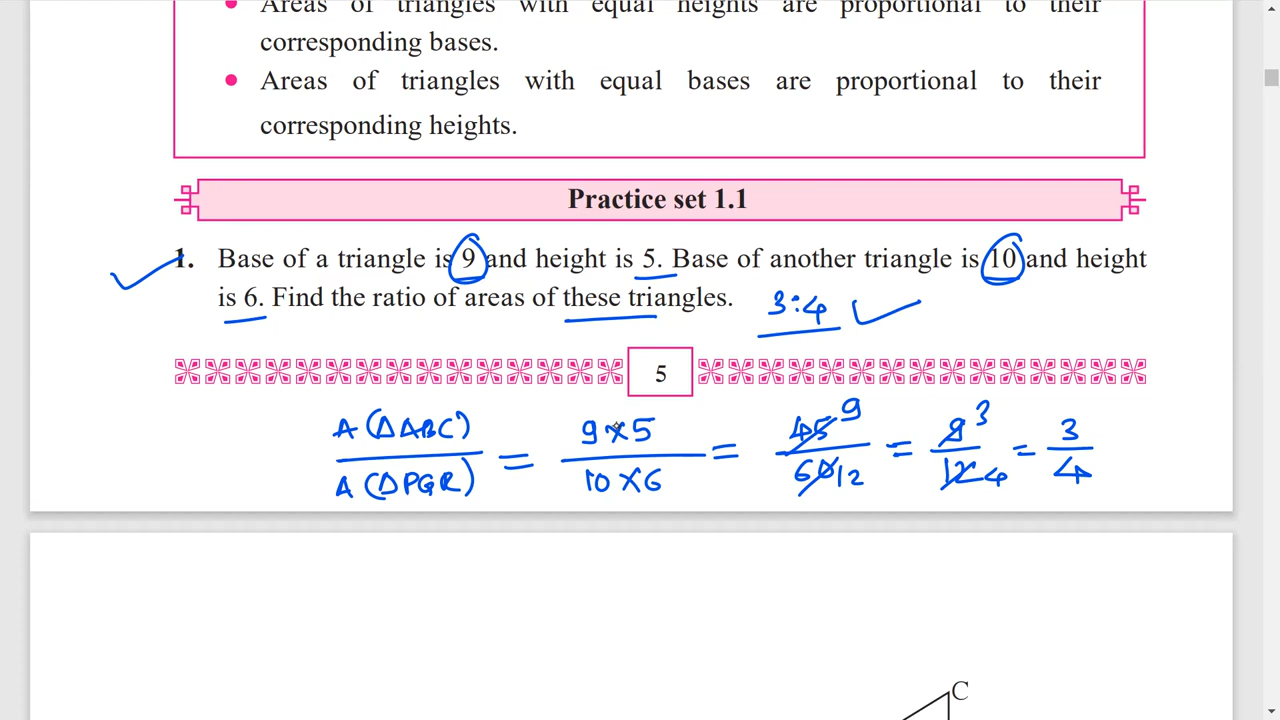 Areas of triangles with equal heights are proportional to their
corresponding bases.
Areas of triangles with equal bases are proportional to their
corresponding heights.
Practice set 1.1
1. Base of a triangle is 9 and height is 5. Base of another triangle is 10 and height
is 6. Find the ratio of areas of these triangles.
3:4
5
A(ΔABC)/A(ΔPQR) = 9×5/10×6 = 45 9/60 12 = 9 3/12 4 = 3/4
C